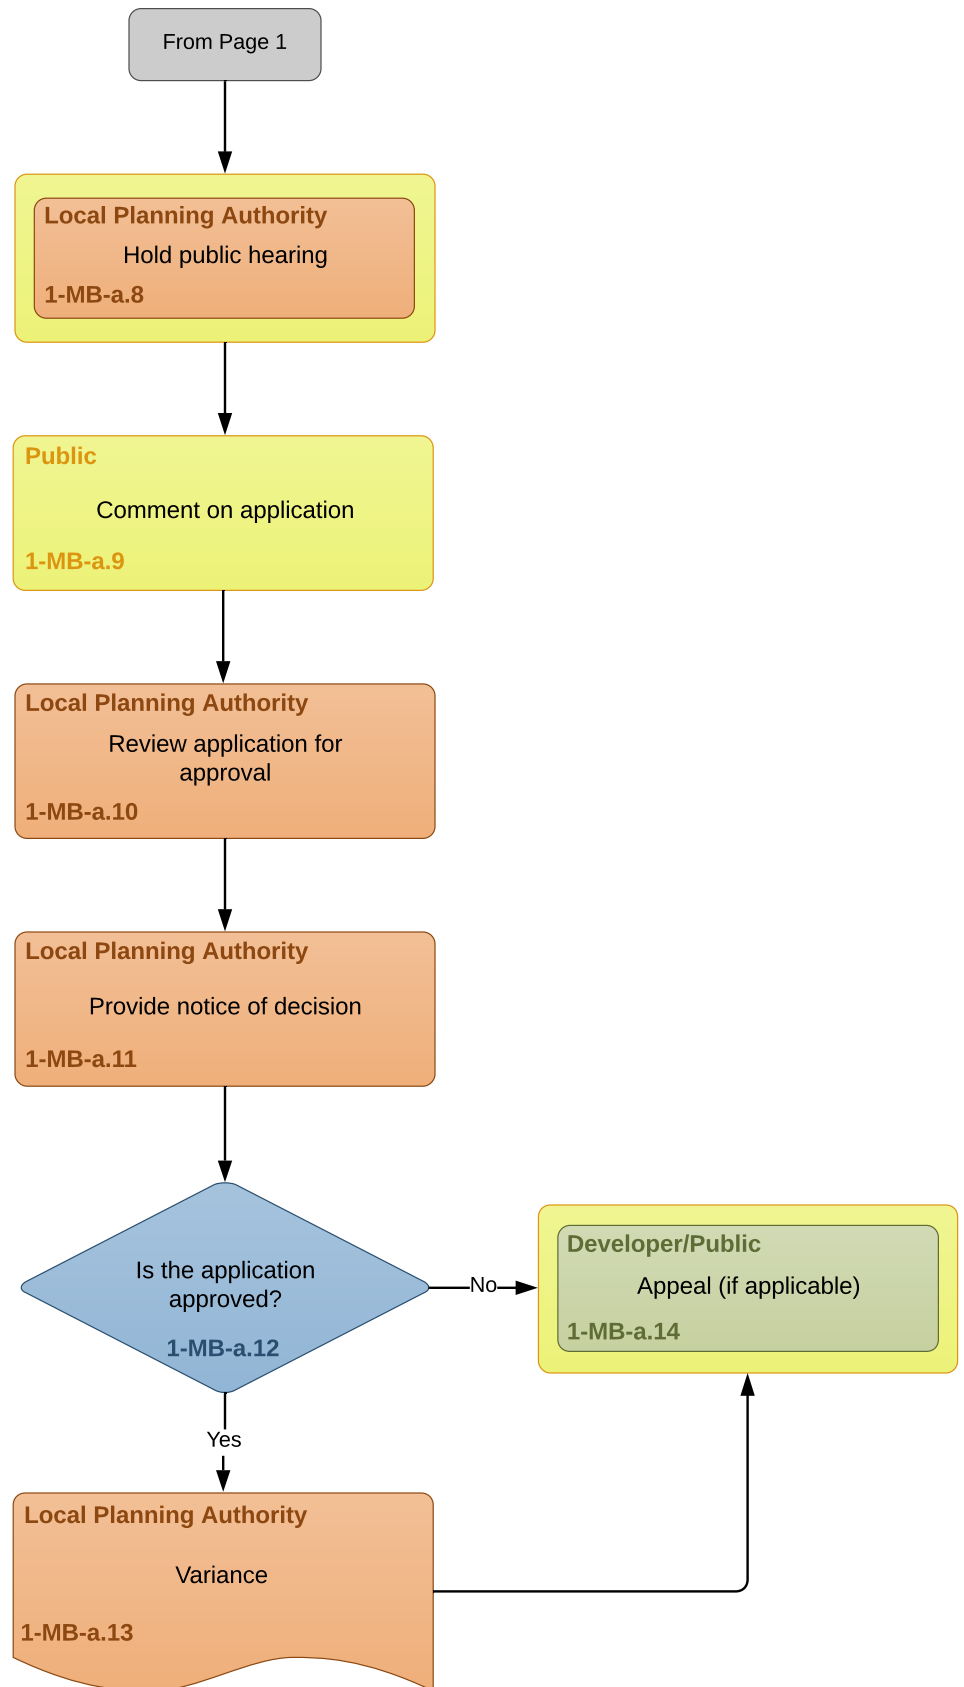 From Page 1
Local Planning Authority
Hold public hearing
1-MB-a.8
Public
Comment on application
1-MB-a.9
Local Planning Authority
Review application for
approval
1-MB-a.10
Local Planning Authority
Provide notice of decision
1-MB-a.11
Is the application
approved?
1-MB-a.12
No
Developer/Public
Appeal (if applicable)
1-MB-a.14
Yes
Local Planning Authority
Variance
1-MB-a.13